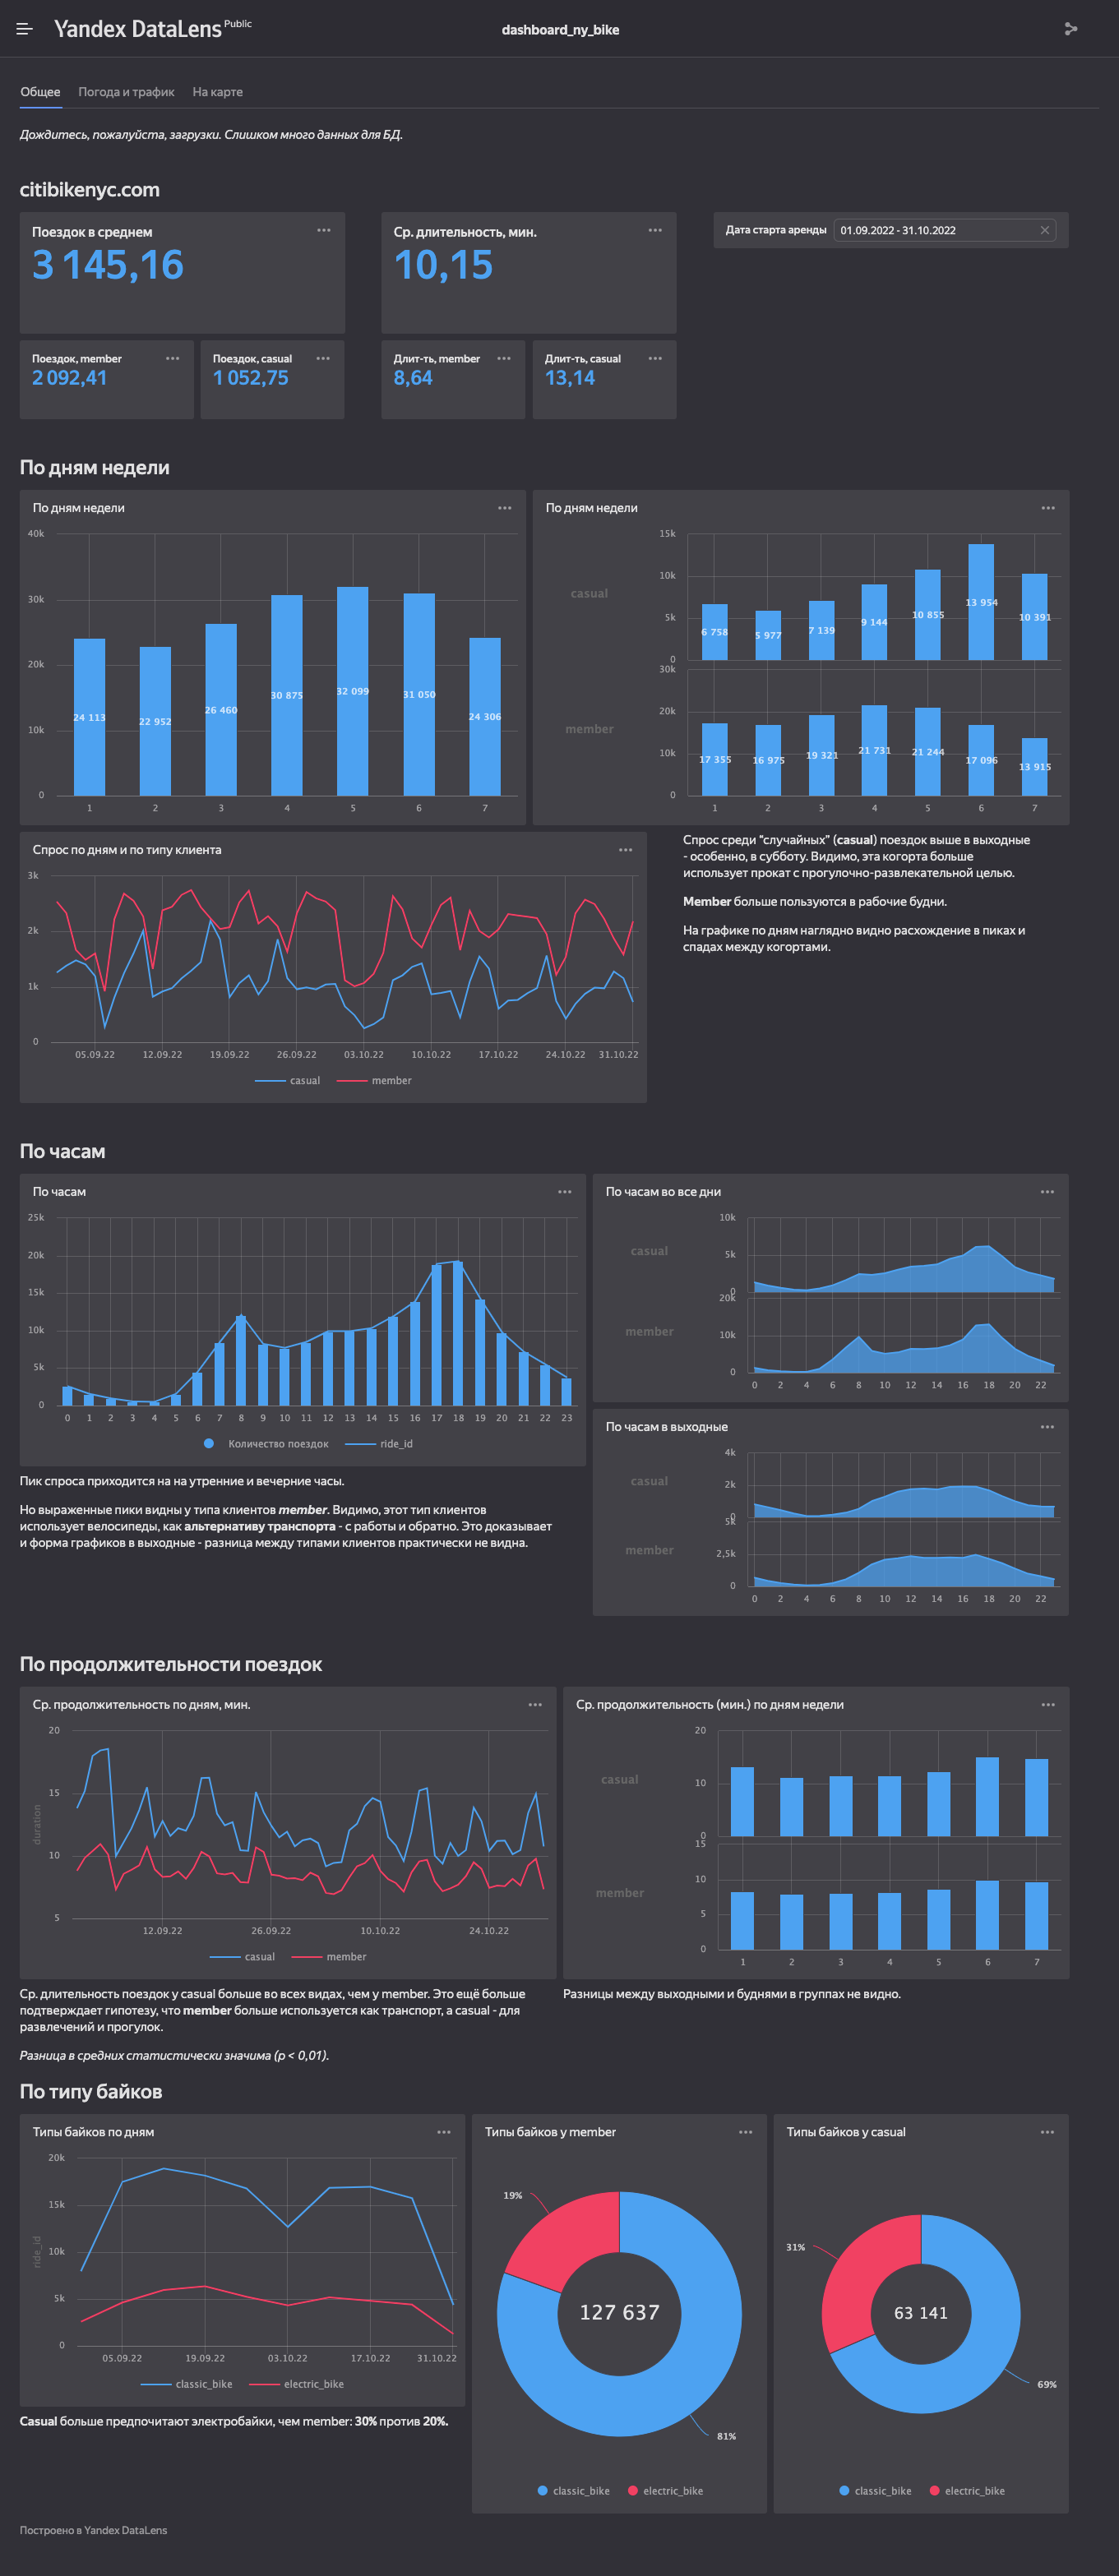 Yandex DataLens Public
dashboard_ny_bike
Общее Погода и трафик На карте
Дождитесь, пожалуйста, загрузки. Слишком много данных для БД.
citibikenyc.com
Поездок в среднем
3 145,16
Ср. длительность, мин.
10,15
Дата старта аренды 01.09.2022 - 31.10.2022
Поездок, member
2 092,41
Поездок, casual
1 052,75
Длит-ть, member
8,64
Длит-ть, casual
13,14
По дням недели
По дням недели
40k
30k
20k
10k
0
24 113 22 952 26 460 30 875 32 099 31 050 24 306
1 2 3 4 5 6 7
По дням недели
casual
15k
10k
5k
0
6 758 5 977 7 139 9 144 10 855 13 954 10 391
member
30k
20k
10k
0
17 355 16 975 19 321 21 731 21 244 17 096 13 915
1 2 3 4 5 6 7
Спрос по дням и по типу клиента
3k
2k
1k
0
05.09.22 12.09.22 19.09.22 26.09.22 03.10.22 10.10.22 17.10.22 24.10.22 31.10.22
casual member
Спрос среди "случайных" (casual) поездок выше в выходные
- особенно, в субботу. Видимо, эта когорта больше
использует прокат с прогулочно-развлекательной целью.
Member больше пользуются в рабочие будни.
На графике по дням наглядно видно расхождение в пиках и
спадах между когортами.
По часам
По часам
25k
20k
15k
10k
5k
0
0 1 2 3 4 5 6 7 8 9 10 11 12 13 14 15 16 17 18 19 20 21 22 23
Количество поездок ride_id
По часам во все дни
casual
10k
5k
0
member
20k
10k
0
0 2 4 6 8 10 12 14 16 18 20 22
По часам в выходные
casual
4k
2k
0
member
5k
2,5k
0
0 2 4 6 8 10 12 14 16 18 20 22
Пик спроса приходится на на утренние и вечерние часы.
Но выраженные пики видны у типа клиентов member. Видимо, этот тип клиентов
использует велосипеды, как альтернативу транспорта - с работы и обратно. Это доказывает
и форма графиков в выходные - разница между типами клиентов практически не видна.
По продолжительности поездок
Ср. продолжительность по дням, мин.
duration
20
15
10
5
12.09.22 26.09.22 10.10.22 24.10.22
casual member
Ср. продолжительность (мин.) по дням недели
casual
20
10
0
member
15
10
5
0
1 2 3 4 5 6 7
Ср. длительность поездок у casual больше во всех видах, чем у member. Это ещё больше
подтверждает гипотезу, что member больше используется как транспорт, а casual - для
развлечений и прогулок.
Разница в средних статистически значима (p < 0,01).
Разницы между выходными и буднями в группах не видно.
По типу байков
Типы байков по дням
ride_id
20k
15k
10k
5k
0
05.09.22 19.09.22 03.10.22 17.10.22 31.10.22
classic_bike electric_bike
Типы байков у member
19%
127 637
81%
classic_bike electric_bike
Типы байков у casual
31%
63 141
69%
classic_bike electric_bike
Casual больше предпочитают электробайки, чем member: 30% против 20%.
Построено в Yandex DataLens